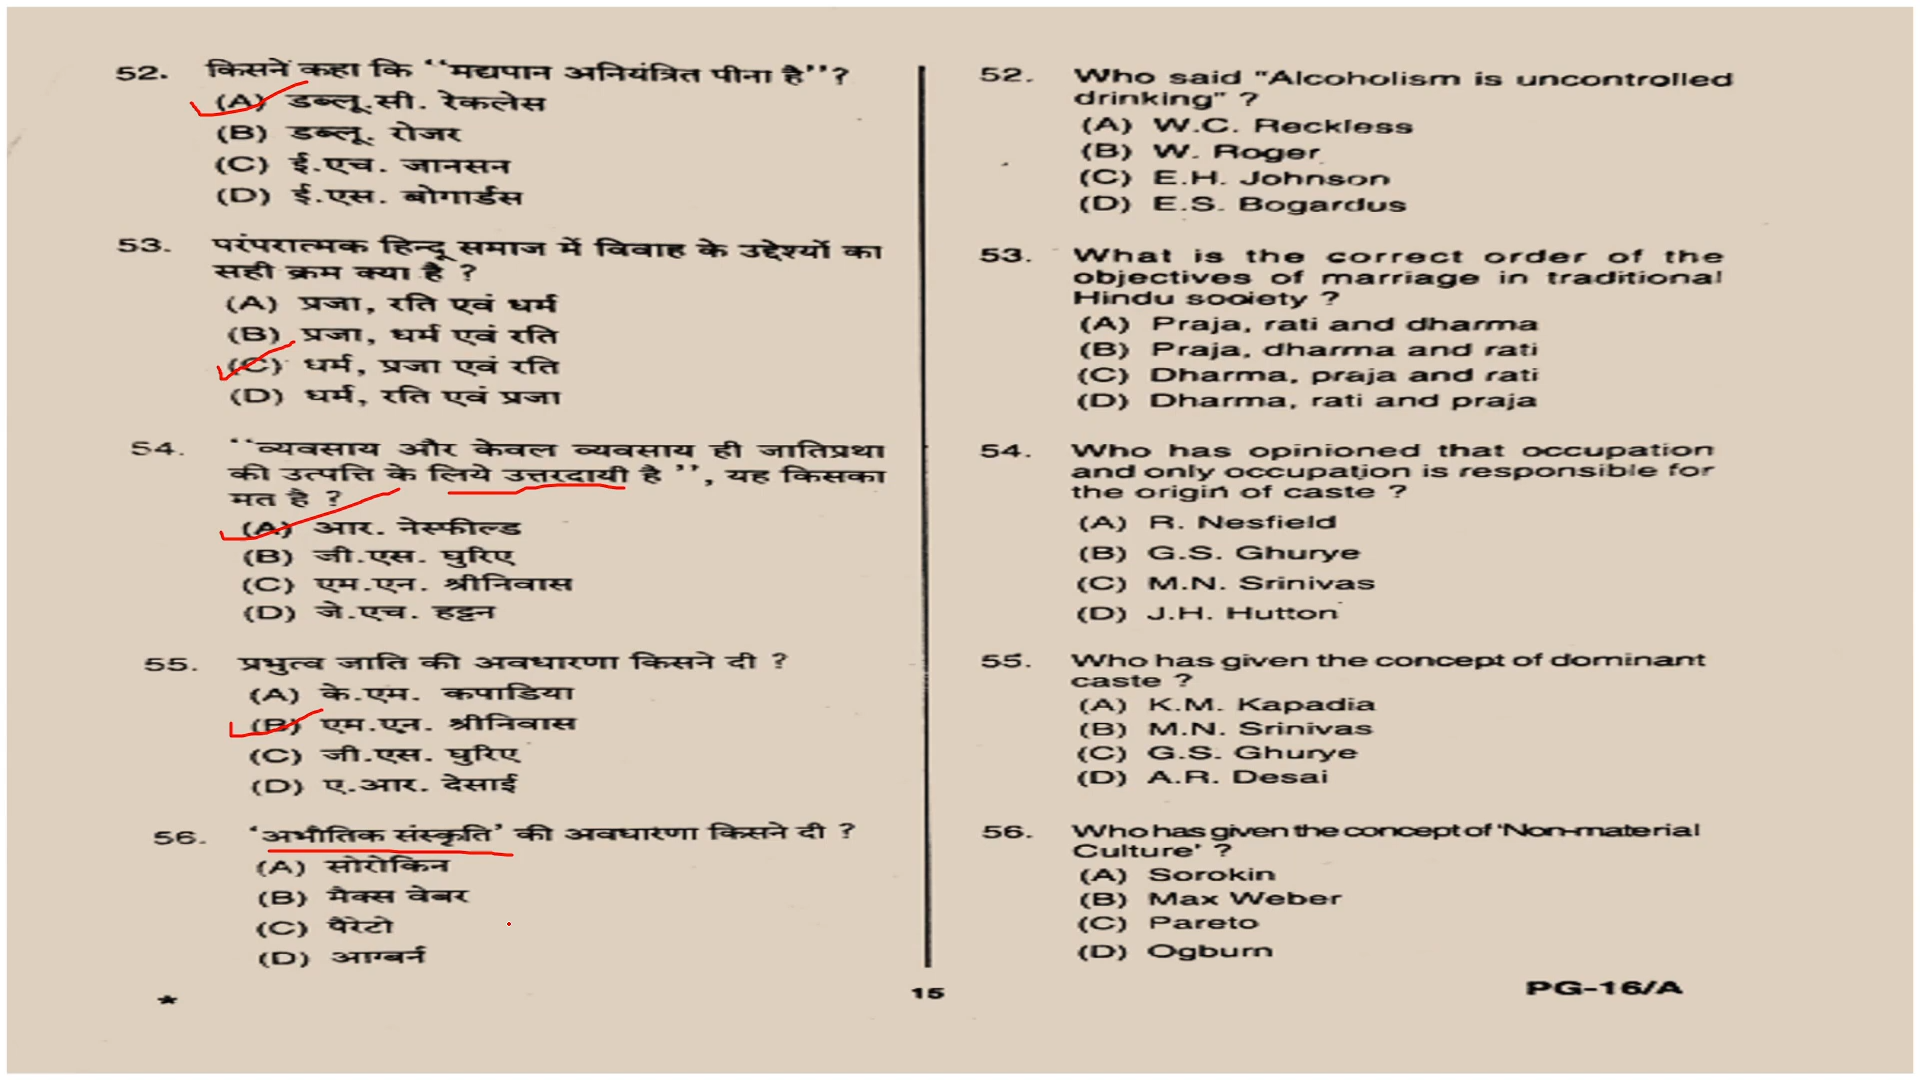 52. किसने कहा कि ‘‘मद्यपान अनियंत्रित पीना है’’?
(A) डब्लू.सी. रेकलेस
(B) डब्लू. रोजर
(C) ई.एच. जानसन
(D) ई.एस. बोगार्डस
53. परंपरात्मक हिन्दू समाज में विवाह के उद्देश्यों का
सही क्रम क्या है ?
(A) प्रजा, रति एवं धर्म
(B) प्रजा, धर्म एवं रति
(C) धर्म, प्रजा एवं रति
(D) धर्म, रति एवं प्रजा
54. ‘‘व्यवसाय और केवल व्यवसाय ही जातिप्रथा
की उत्पत्ति के लिये उत्तरदायी है ’’, यह किसका
मत है ?
(A) आर. नेस्फील्ड
(B) जी.एस. घुरिए
(C) एम.एन. श्रीनिवास
(D) जे.एच. हट्टन
55. प्रभुत्व जाति की अवधारणा किसने दी ?
(A) के.एम. कपाडिया
(B) एम.एन. श्रीनिवास
(C) जी.एस. घुरिए
(D) ए.आर. देसाई
56. ‘अभौतिक संस्कृति’ की अवधारणा किसने दी ?
(A) सोरोकिन
(B) मैक्स वेबर
(C) पैरेटो
(D) आग्बर्न
52. Who said "Alcoholism is uncontrolled
drinking" ?
(A) W.C. Reckless
(B) W. Roger
(C) E.H. Johnson
(D) E.S. Bogardus
53. What is the correct order of the
objectives of marriage in traditional
Hindu society ?
(A) Praja, rati and dharma
(B) Praja, dharma and rati
(C) Dharma, praja and rati
(D) Dharma, rati and praja
54. Who has opinioned that occupation
and only occupation is responsible for
the origin of caste ?
(A) R. Nesfield
(B) G.S. Ghurye
(C) M.N. Srinivas
(D) J.H. Hutton
55. Who has given the concept of dominant
caste ?
(A) K.M. Kapadia
(B) M.N. Srinivas
(C) G.S. Ghurye
(D) A.R. Desai
56. Who has given the concept of 'Non-material
Culture' ?
(A) Sorokin
(B) Max Weber
(C) Pareto
(D) Ogburn
* 15 PG-16/A